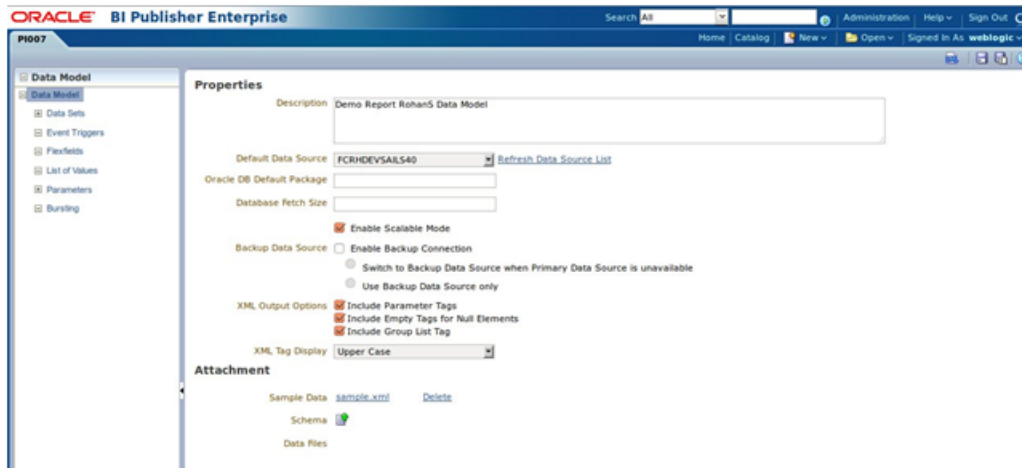 ORACLE BI Publisher Enterprise
Search All
Administration Help Sign Out
PI007
Home Catalog New Open Signed In As weblogic
Data Model
Data Model
Data Sets
Event Triggers
Flexfields
List of Values
Parameters
Bursting
Properties
Description Demo Report RohanS Data Model
Default Data Source FCRHDEVSAILS40 Refresh Data Source List
Oracle DB Default Package
Database Fetch Size
Enable Scalable Mode
Backup Data Source Enable Backup Connection
Switch to Backup Data Source when Primary Data Source is unavailable
Use Backup Data Source only
XML Output Options Include Parameter Tags
Include Empty Tags for Null Elements
Include Group List Tag
XML Tag Display Upper Case
Attachment
Sample Data sample.xml Delete
Schema
Data Files